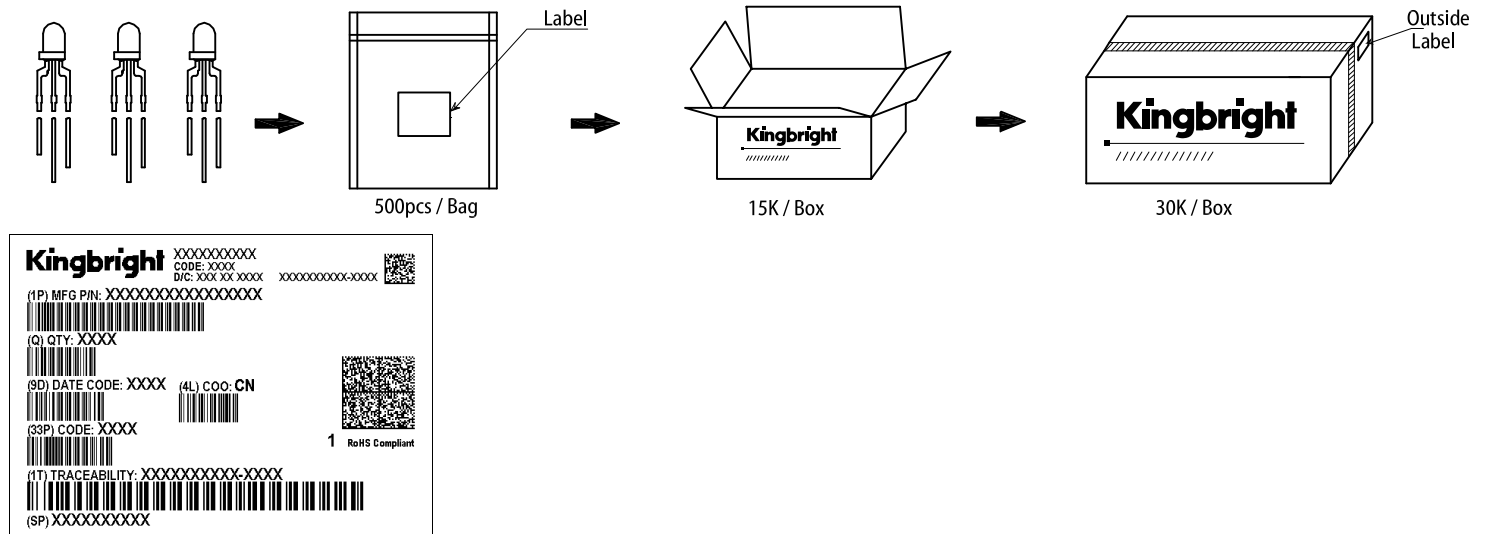 Label
Outside
Label
Kingbright
Kingbright
500pcs / Bag
15K / Box
30K / Box
Kingbright
XXXXXXXXXX
CODE: XXXX
D/C: XXX XX XXXX XXXXXXXXXX-XXXX
(1P) MFG P/N: XXXXXXXXXXXXXXXX
(Q) QTY: XXXX
(9D) DATE CODE: XXXX (4L) COO: CN
(33P) CODE: XXXX
1 RoHS Compliant
(1T) TRACEABILITY: XXXXXXXXXX-XXXX
(SP) XXXXXXXXXX